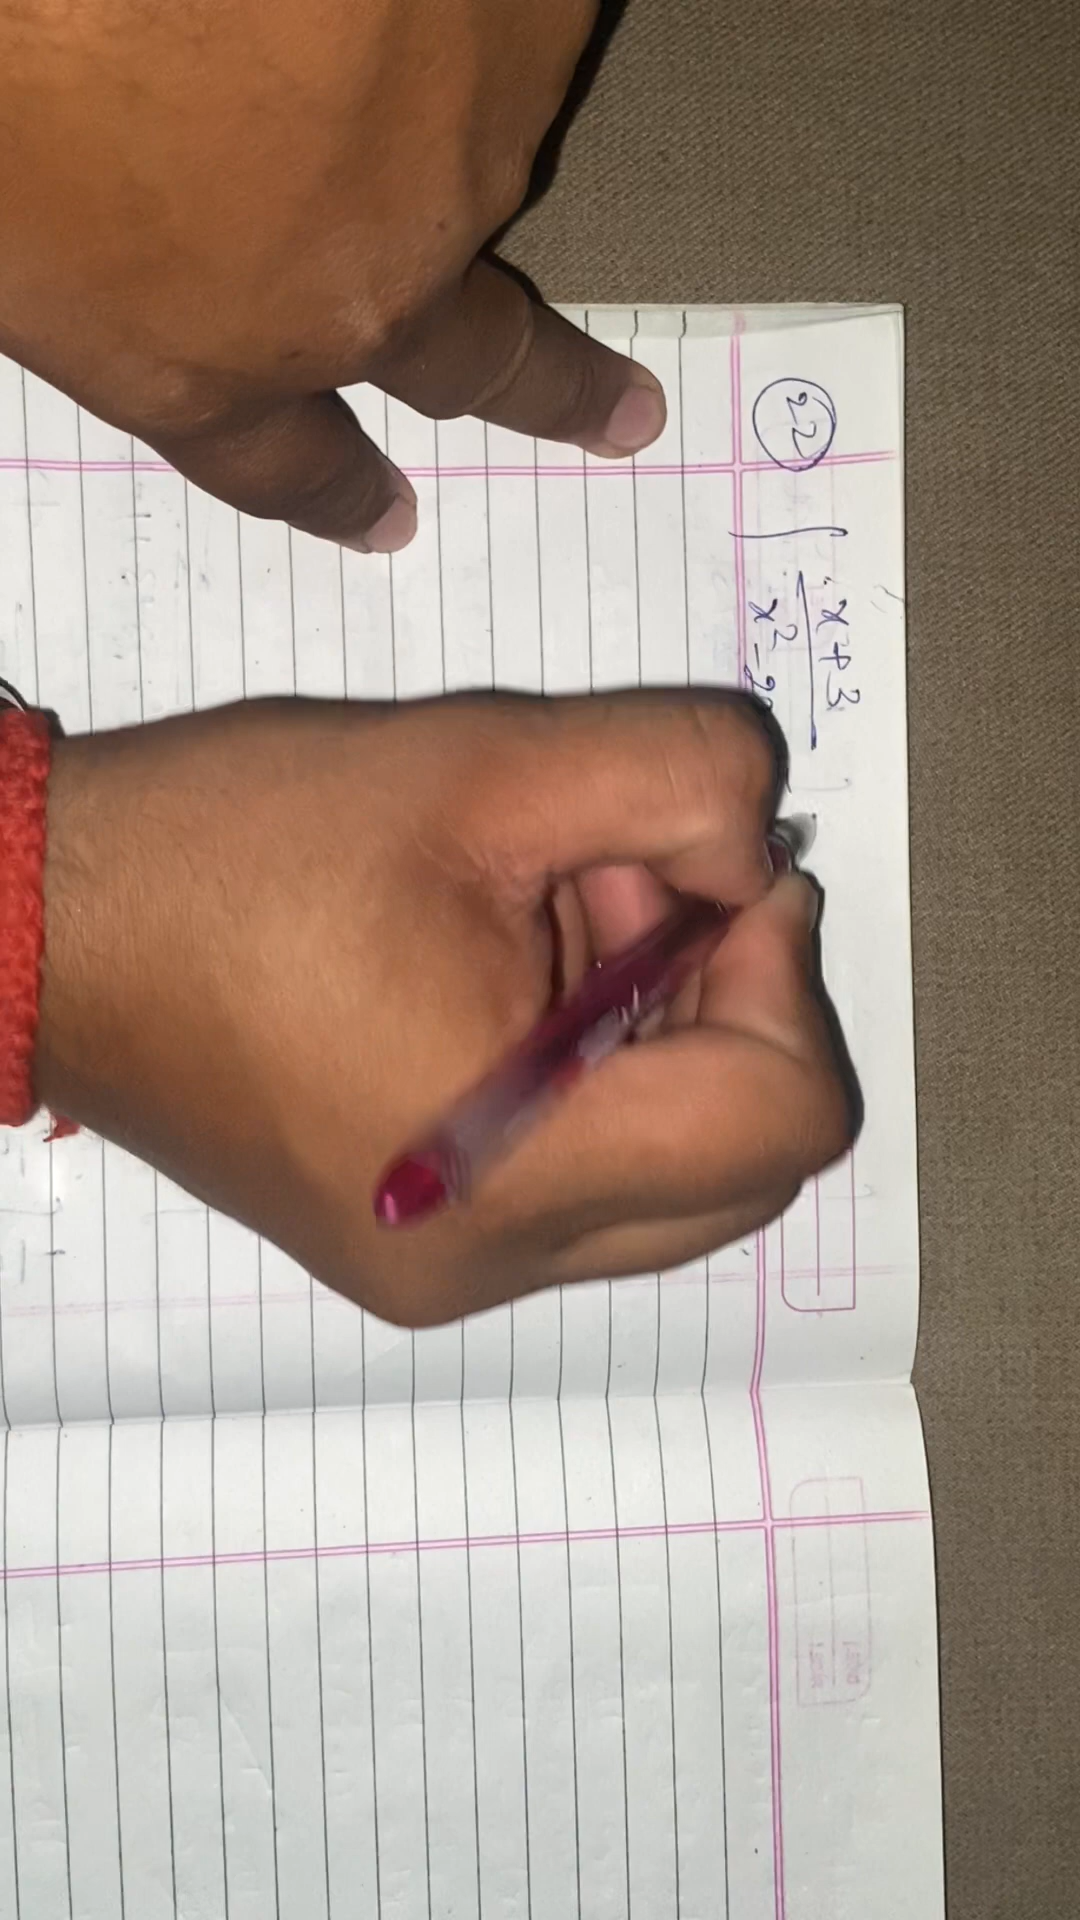 22 ∫ x+3
x² - 2